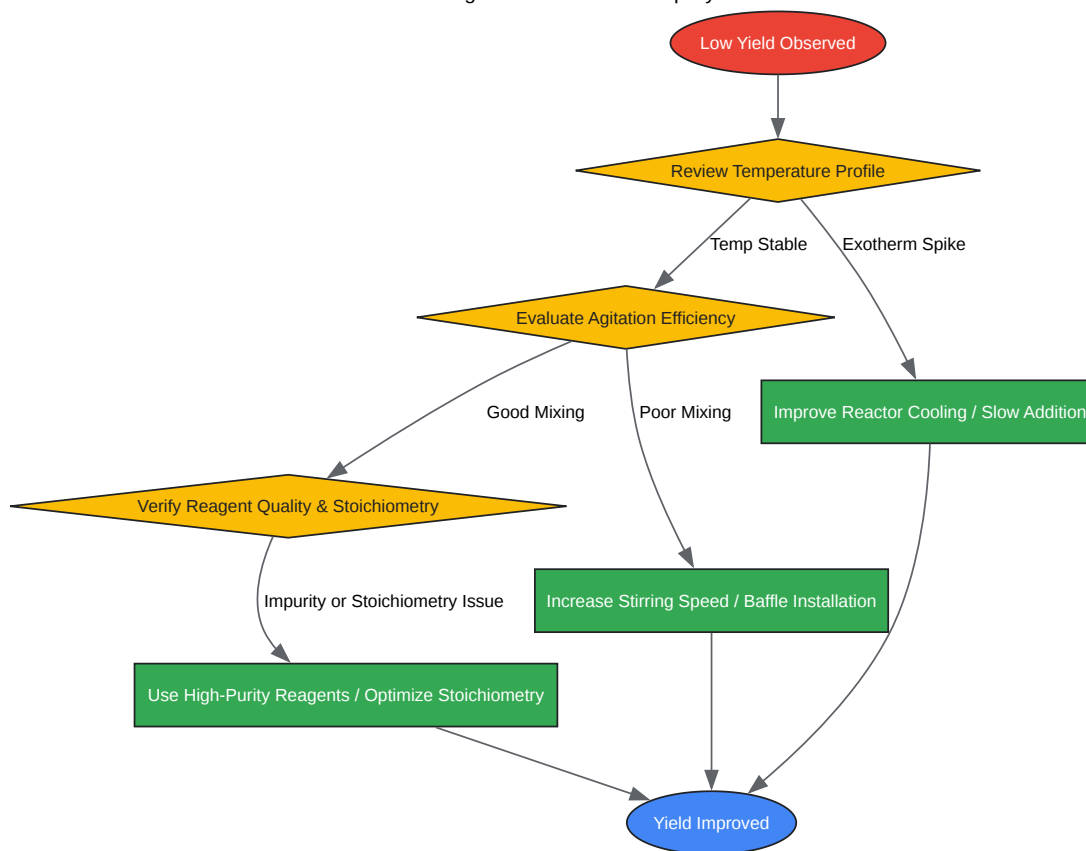 Low Yield Observed
Review Temperature Profile
Temp Stable
Exotherm Spike
Evaluate Agitation Efficiency
Good Mixing
Poor Mixing
Improve Reactor Cooling / Slow Addition
Verify Reagent Quality & Stoichiometry
Impurity or Stoichiometry Issue
Increase Stirring Speed / Baffle Installation
Use High-Purity Reagents / Optimize Stoichiometry
Yield Improved